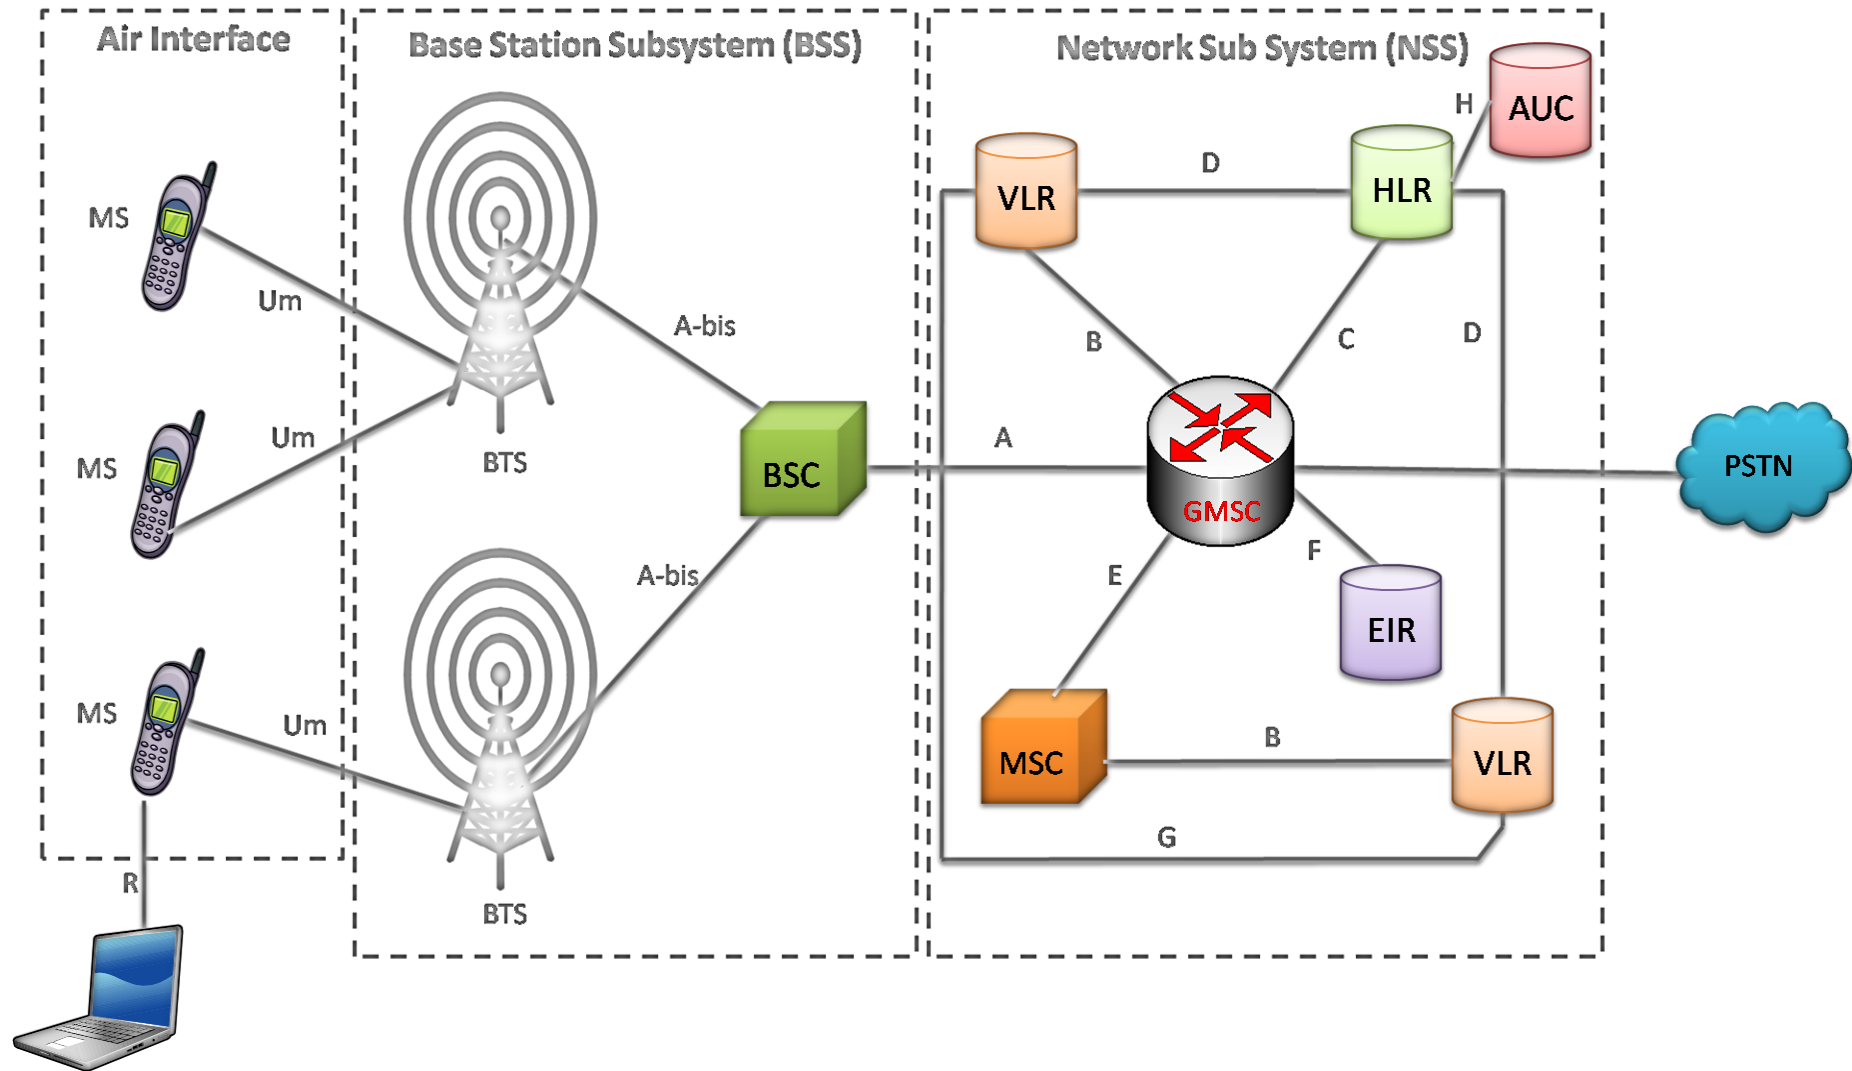 Air Interface
Base Station Subsystem (BSS)
Network Sub System (NSS)
AUC
H
VLR
D
HLR
MS
Um
A-bis
B
C
D
MS
Um
BTS
BSC
A
GMSC
PSTN
A-bis
E
F
EIR
MS
Um
MSC
B
VLR
G
R
BTS